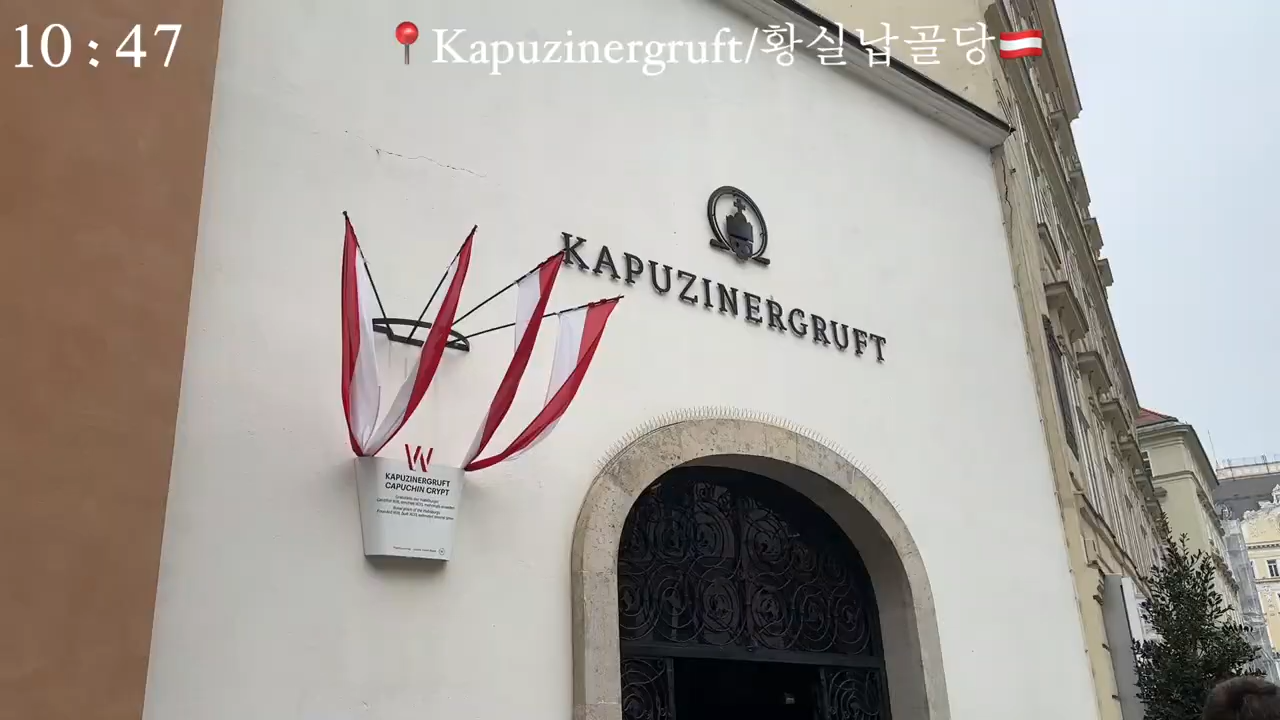 10:47
Kapuzinergruft/황실납골당
KAPUZINERGRUFT
W
KAPUZINERGRUFT
CAPUCHIN CRYPT